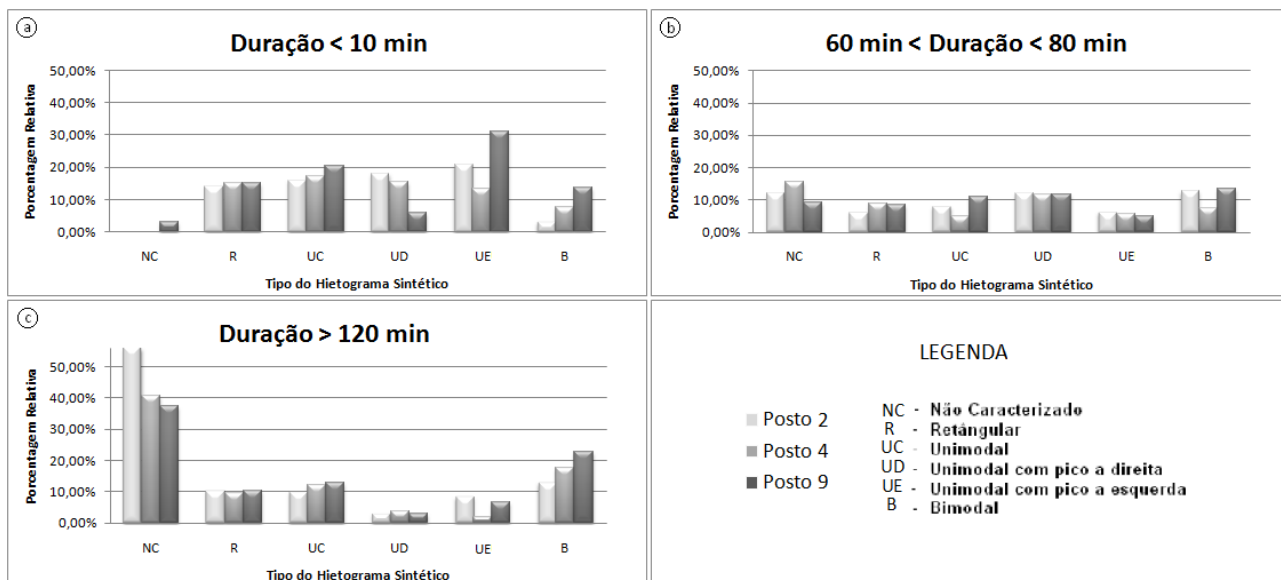 a
Duração < 10 min
Porcentagem Relativa
50,00%
40,00%
30,00%
20,00%
10,00%
0,00%
NC R UC UD UE B
Tipo do Hietograma Sintético
b
60 min < Duração < 80 min
Porcentagem Relativa
50,00%
40,00%
30,00%
20,00%
10,00%
0,00%
NC R UC UD UE B
Tipo do Hietograma Sintético
c
Duração > 120 min
Porcentagem Relativa
50,00%
40,00%
30,00%
20,00%
10,00%
0,00%
NC R UC UD UE B
Tipo do Hietograma Sintético
LEGENDA
Posto 2
Posto 4
Posto 9
NC - Não Caracterizado
R - Retângular
UC - Unimodal
UD - Unimodal com pico a direita
UE - Unimodal com pico a esquerda
B - Bimodal